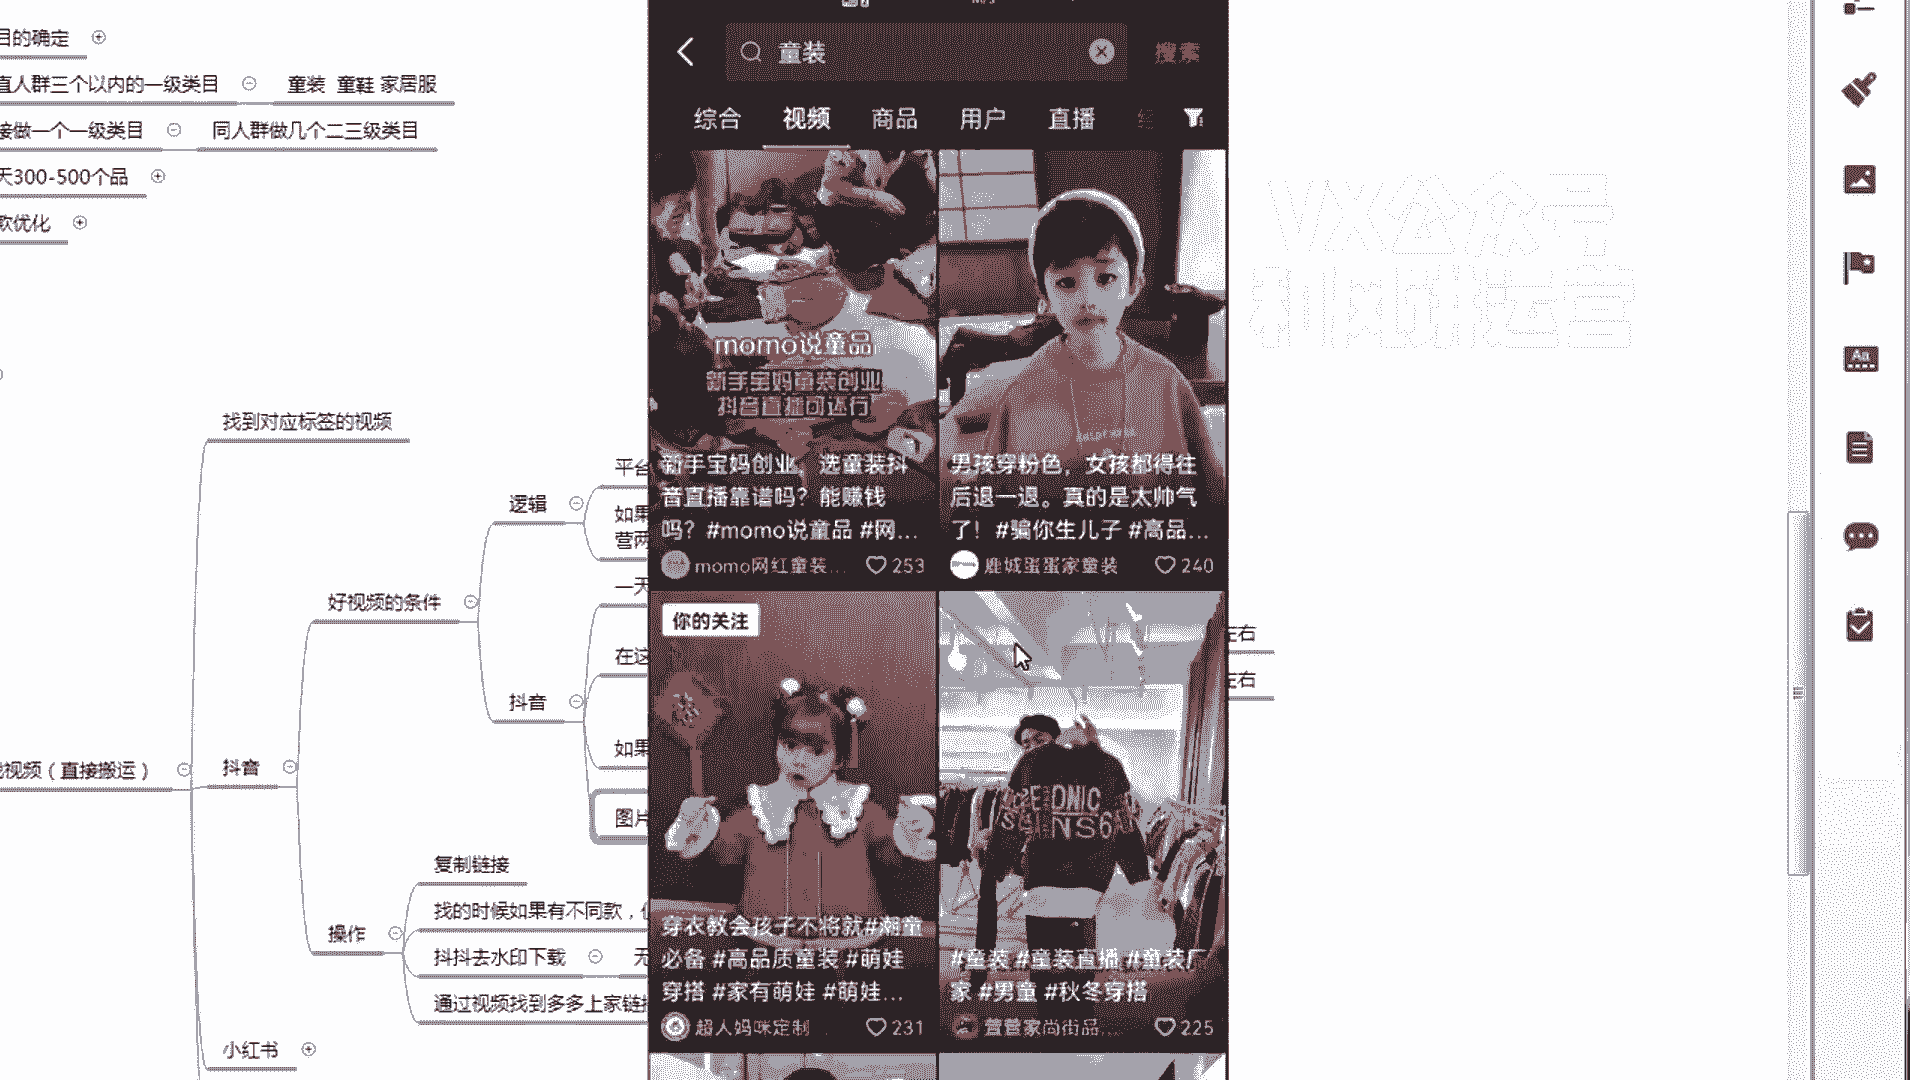 目的确定
直人群三个以内的一级类目
童装 童鞋 家居服
接做一个一级类目
同人群做几个二三级类目
天300-500个品
款优化
找到对应标签的视频
好视频的条件
逻辑
平台
如果
营两
抖音
一天
在这
如果
图片
视频（直接搬运）
抖音
操作
复制链接
找的时候如果有不同款，
抖抖去水印下载
无
通过视频找到多多上家链接
小红书
童装
搜索
综合
视频
商品
用户
直播
momo说童品
新手宝妈童装创业
抖音直播可还行
新手宝妈创业，选童装抖
音直播靠谱吗？能赚钱
吗？#momo说童品 #网...
momo网红童装...
253
男孩穿粉色，女孩都得往
后退一退。真的是太帅气
了！#骗你生儿子 #高品...
鹿城蛋蛋家童装
240
你的关注
穿衣教会孩子不将就#潮童
必备 #高品质童装 #萌娃
穿搭 #家有萌娃 #萌娃...
超人妈咪定制
231
#童装 #童装直播 #童装厂
家 #男童 #秋冬穿搭
萱萱家尚街品...
225
左右
左右
VX公众号
Aa